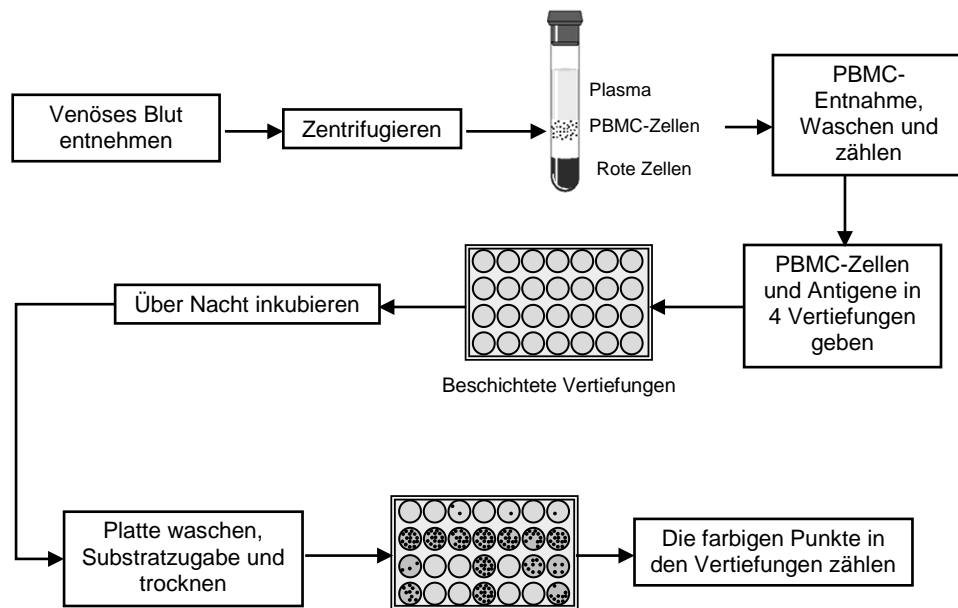 Venöses Blut
entnehmen
Zentrifugieren
Plasma
PBMC-Zellen
Rote Zellen
PBMC-
Entnahme,
Waschen und
zählen
PBMC-Zellen
und Antigene in
4 Vertiefungen
geben
Beschichtete Vertiefungen
Über Nacht inkubieren
Platte waschen,
Substratzugabe und
trocknen
Die farbigen Punkte in
den Vertiefungen zählen